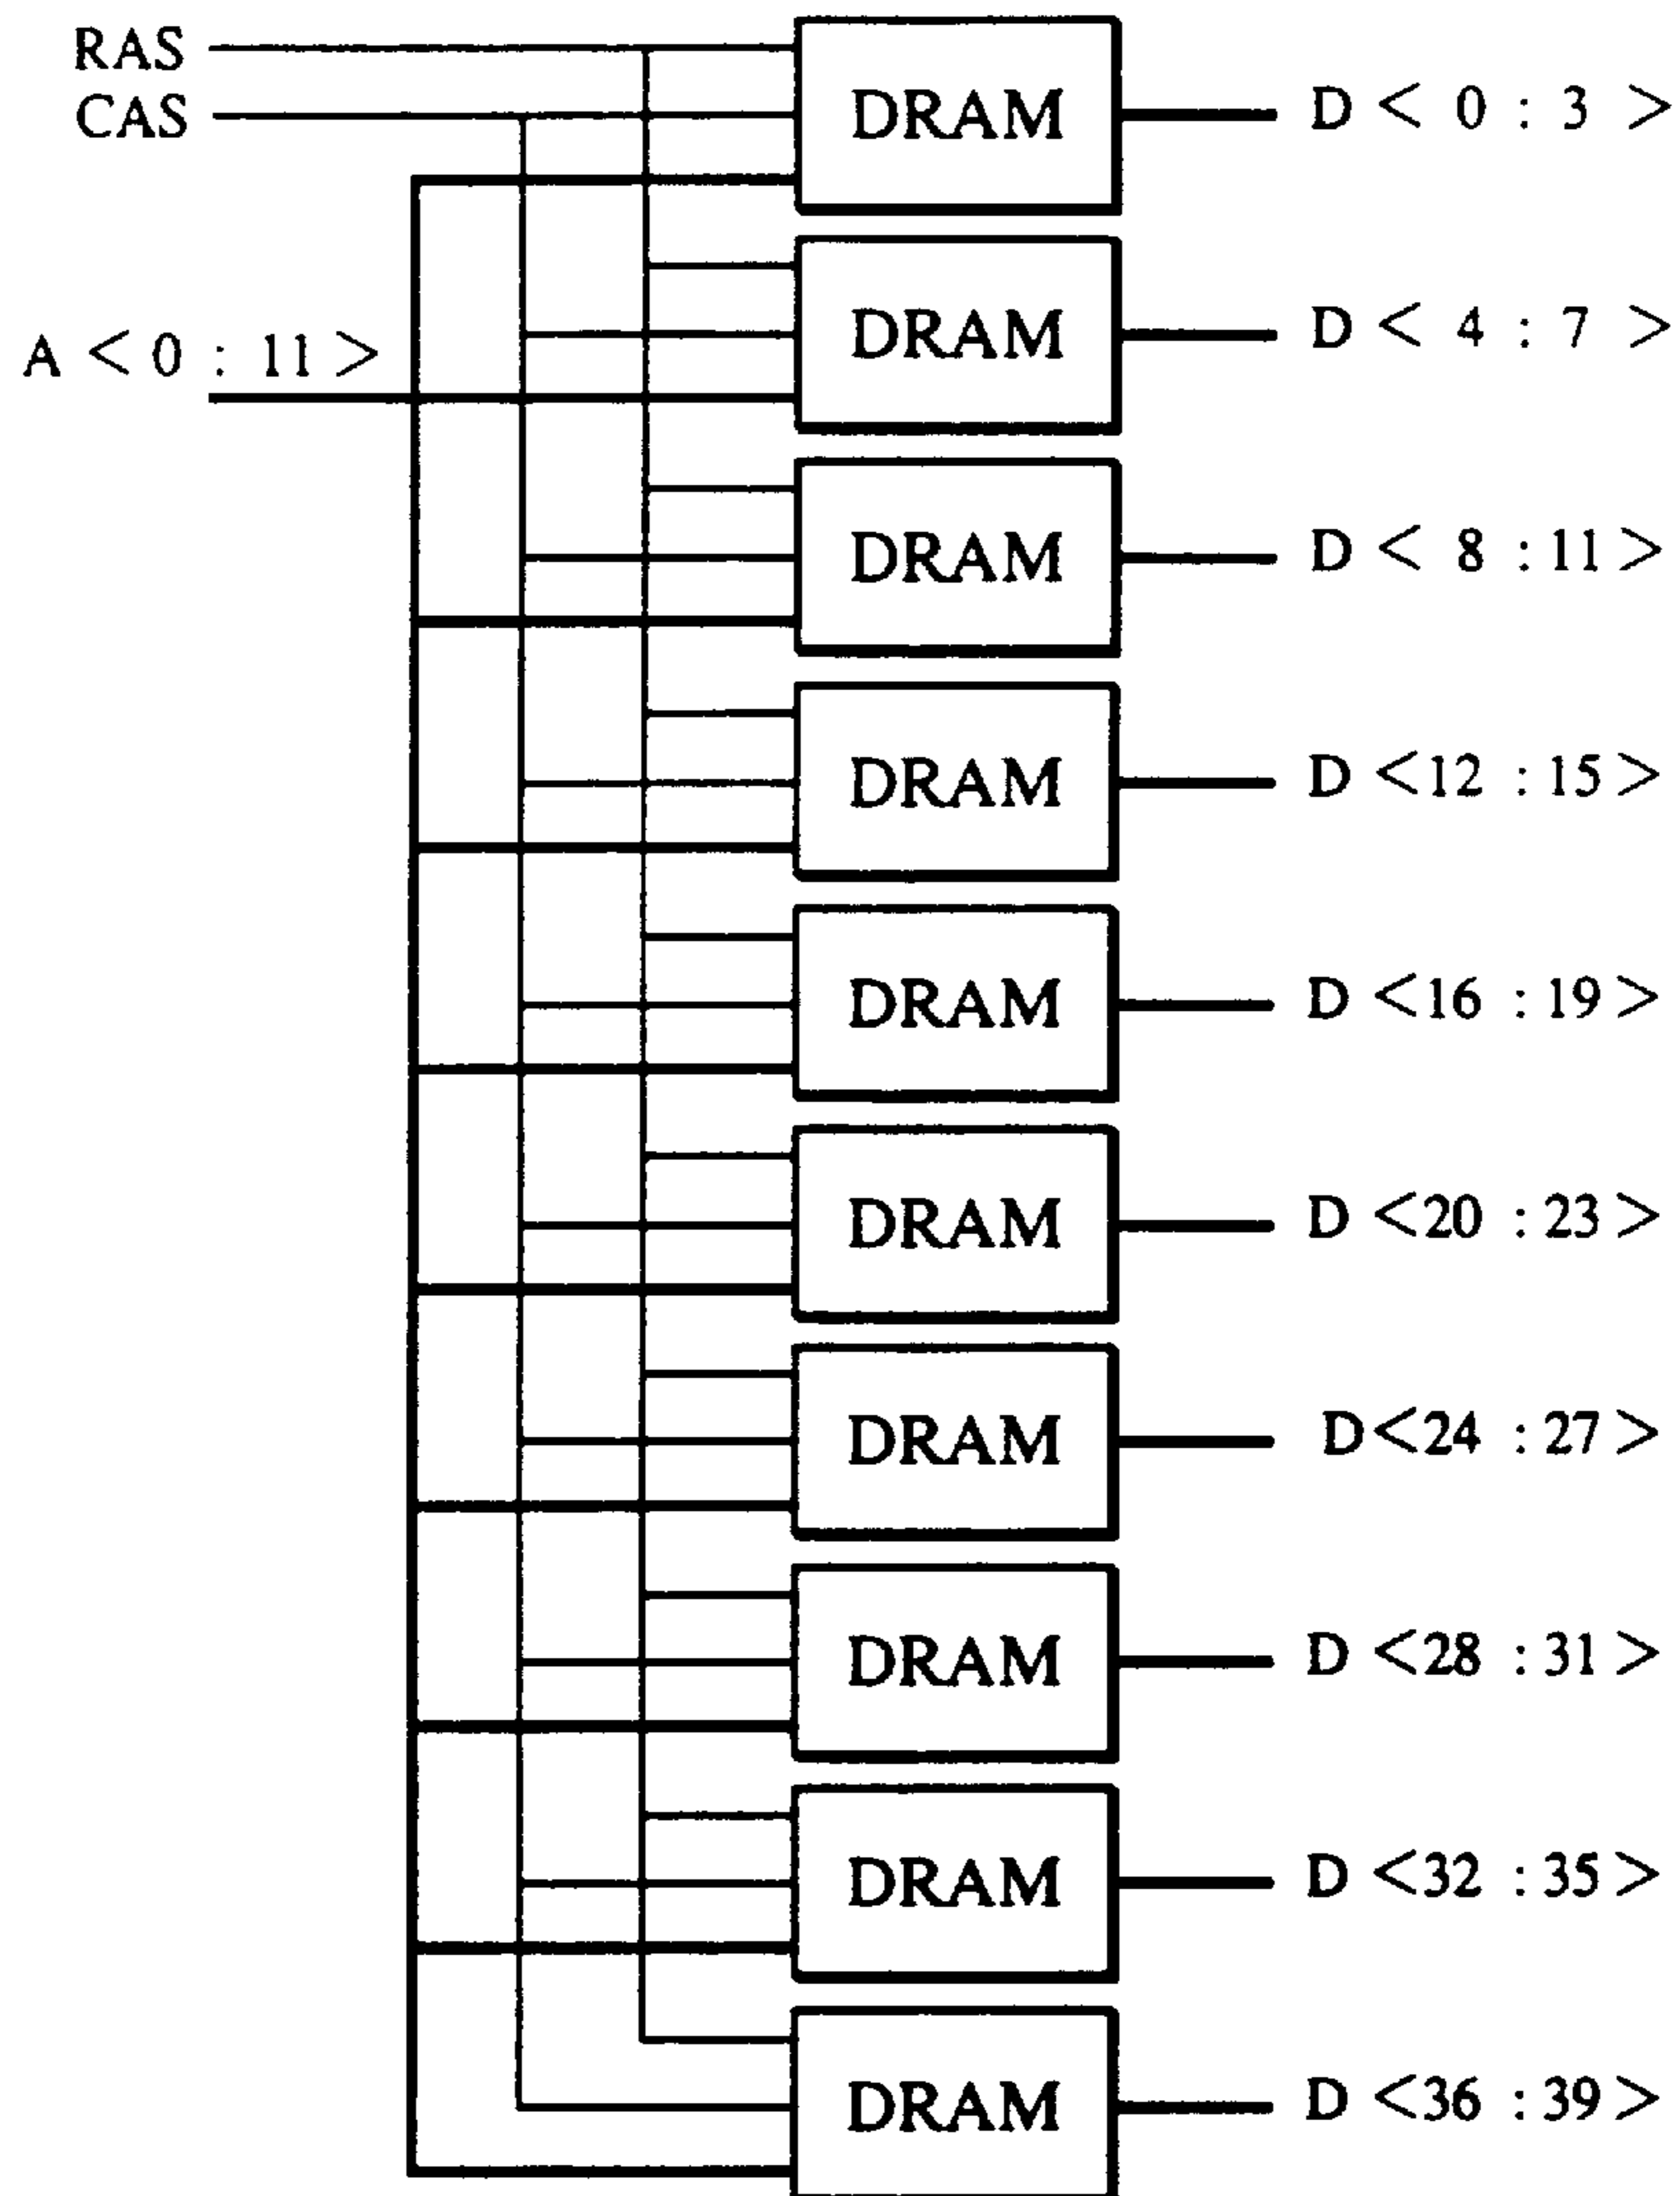 RAS
CAS
A < 0 : 11 >
DRAM
D < 0 : 3 >
DRAM
D < 4 : 7 >
DRAM
D < 8 : 11 >
DRAM
D <12 : 15 >
DRAM
D <16 : 19 >
DRAM
D <20 : 23 >
DRAM
D<24 : 27 >
DRAM
D <28 : 31 >
DRAM
D <32 : 35 >
DRAM
D <36 : 39 >